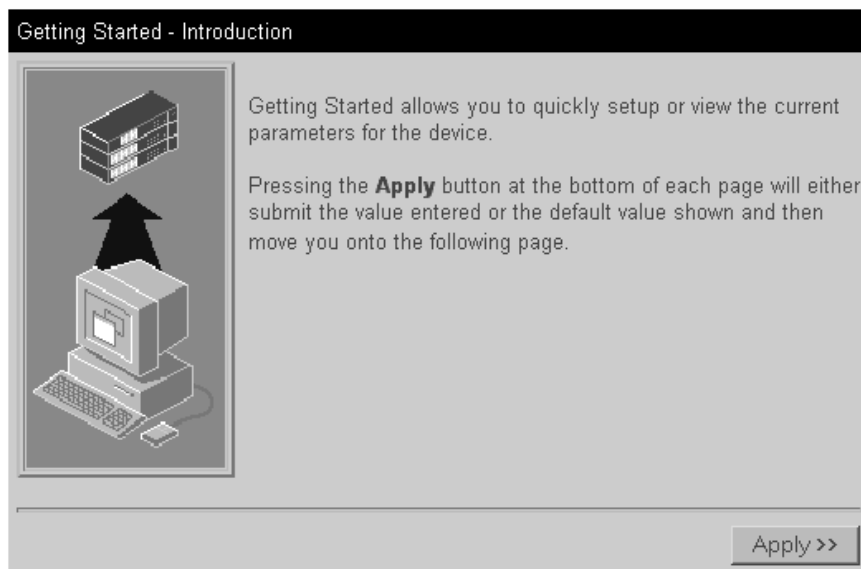 Getting Started - Introduction
Getting Started allows you to quickly setup or view the current
parameters for the device.
Pressing the Apply button at the bottom of each page will either
submit the value entered or the default value shown and then
move you onto the following page.
Apply >>